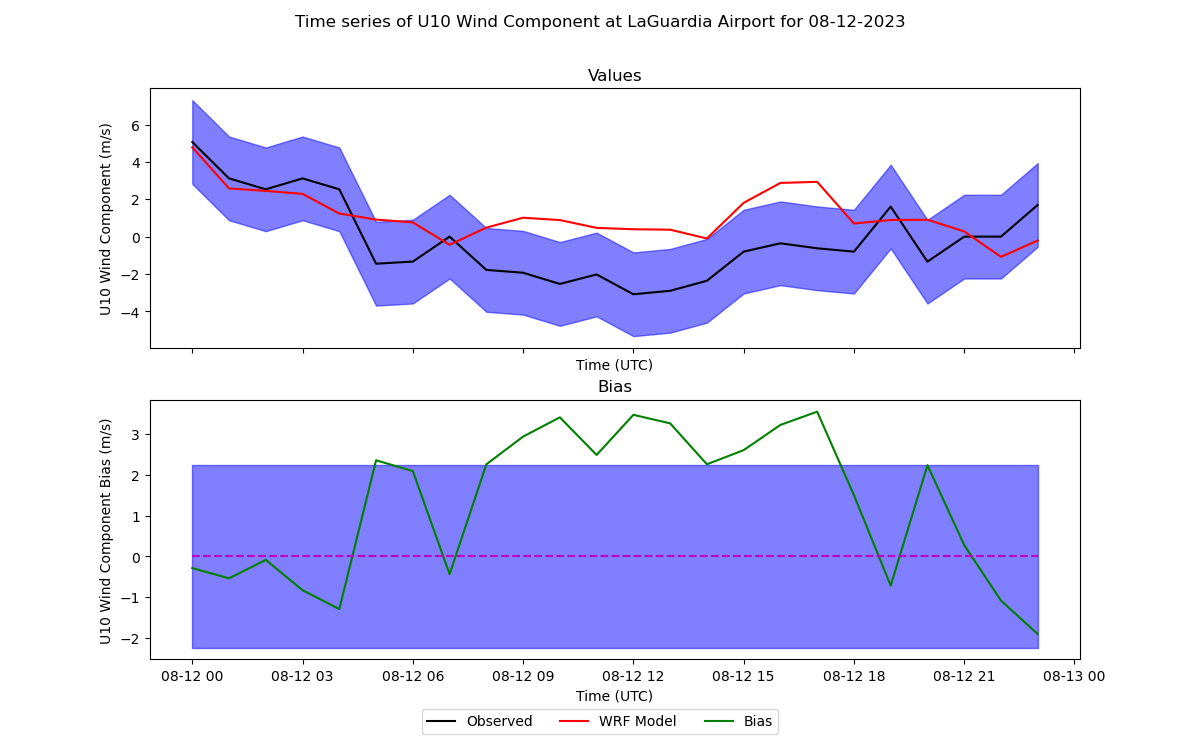 Time series of U10 Wind Component at LaGuardia Airport for 08-12-2023
Values
U10 Wind Component (m/s)
6
4
2
0
−2
−4
Time (UTC)
Bias
U10 Wind Component Bias (m/s)
3
2
1
0
−1
−2
08-12 00 08-12 03 08-12 06 08-12 09 08-12 12 08-12 15 08-12 18 08-12 21 08-13 00
Time (UTC)
Observed WRF Model Bias